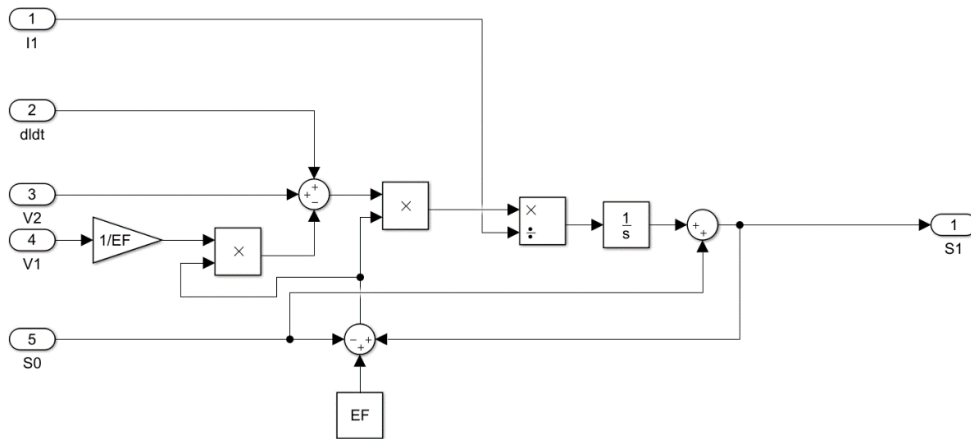 1
I1
2
dIdt
3
V2
4
V1
1/EF
×
×
×
÷
1
s
1
S1
5
S0
EF
+
+
−
+
+
−
+
+